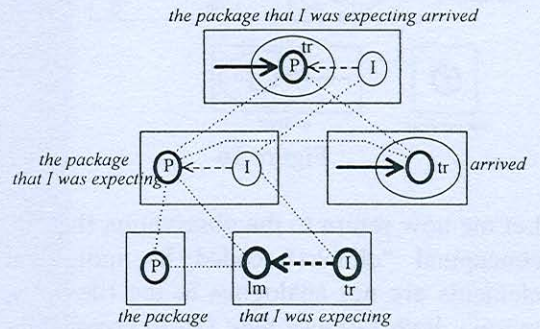 the package that I was expecting arrived
tr
P
I
the package
that I was expecting
P
I
tr
arrived
P
I
lm
tr
the package
that I was expecting